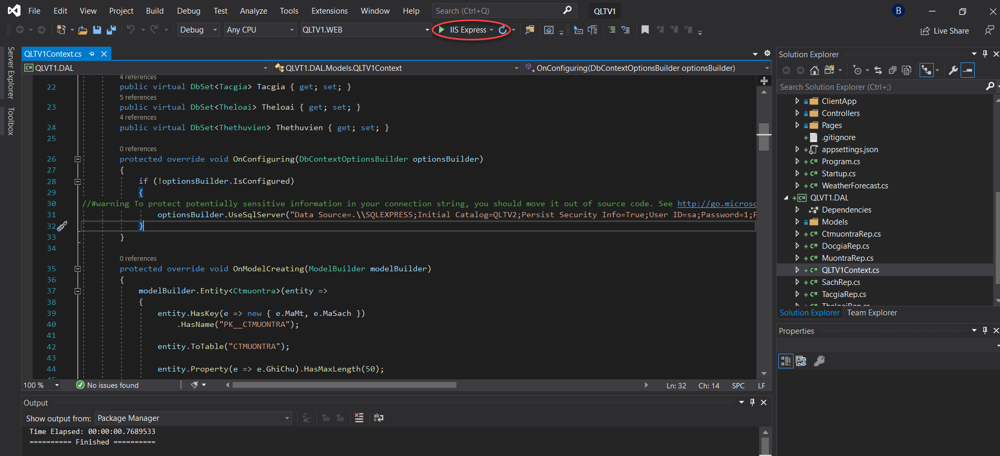 File Edit View Project Build Debug Test Analyze Tools Extensions Window Help Search (Ctrl+Q) QLTV1 B
Debug Any CPU QLTV1.WEB IIS Express Live Share
Server Explorer
Toolbox
QLTV1Context.cs
QLVT1.DAL QLVT1.DAL.Models.QLTV1Context OnConfiguring(DbContextOptionsBuilder optionsBuilder)
4 references
22 public virtual DbSet<Tacgia> Tacgia { get; set; }
5 references
23 public virtual DbSet<Theloai> Theloai { get; set; }
4 references
24 public virtual DbSet<Thethuvien> Thethuvien { get; set; }
25
0 references
26 protected override void OnConfiguring(DbContextOptionsBuilder optionsBuilder)
27 {
28 if (!optionsBuilder.IsConfigured)
29 {
30 //#warning To protect potentially sensitive information in your connection string, you should move it out of source code. See http://go.microsc
31 optionsBuilder.UseSqlServer("Data Source=.\\SQLEXPRESS;Initial Catalog=QLTV2;Persist Security Info=True;User ID=sa;Password=1;
32 }
33 }
34
0 references
35 protected override void OnModelCreating(ModelBuilder modelBuilder)
36 {
37 modelBuilder.Entity<Ctmuontra>(entity =>
38 {
39 entity.HasKey(e => new { e.MaMt, e.MaSach })
40 .HasName("PK__CTMUONTRA");
41
42 entity.ToTable("CTMUONTRA");
43
44 entity.Property(e => e.GhiChu).HasMaxLength(50);
100 % No issues found Ln: 32 Ch: 14 SPC LF
Output
Show output from: Package Manager
Time Elapsed: 00:00:00.7689533
========== Finished ==========
Solution Explorer
Search Solution Explorer (Ctrl+;)
ClientApp
Controllers
Pages
.gitignore
appsettings.json
C# Program.cs
C# Startup.cs
C# WeatherForecast.cs
C# QLVT1.DAL
Dependencies
Models
C# CtmuontraRep.cs
C# DocgiaRep.cs
C# MuontraRep.cs
C# QLTV1Context.cs
C# SachRep.cs
C# TacgiaRep.cs
TheloaiRep.cs
Solution Explorer Team Explorer
Properties